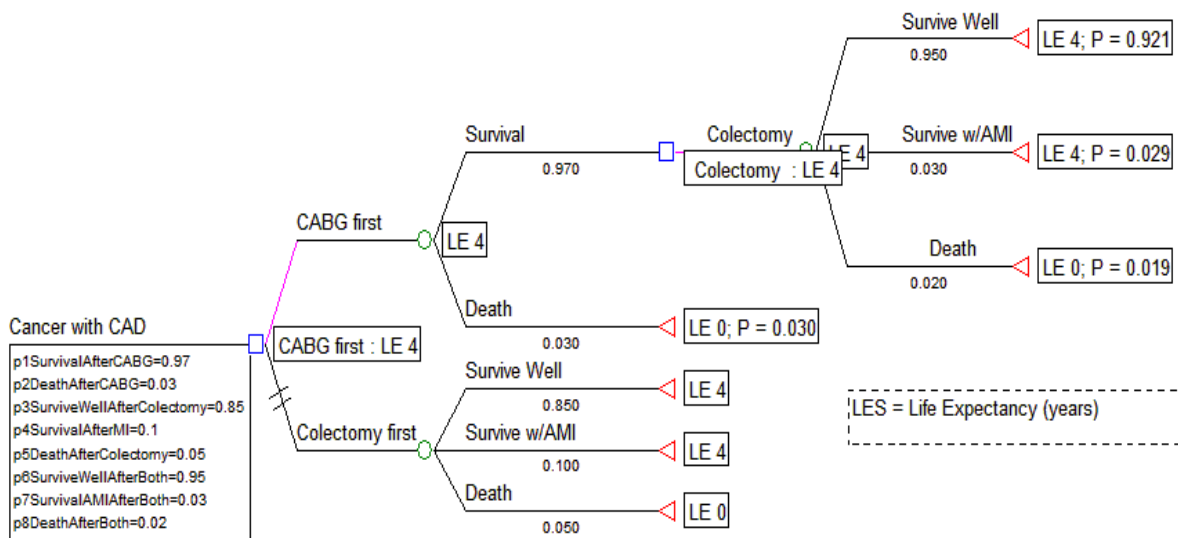 Survive Well
LE 4; P = 0.921
0.950
Survival
Colectomy
LE 4
Survive w/AMI
LE 4; P = 0.029
0.970
Colectomy : LE 4
0.030
CABG first
LE 4
Death
LE 0; P = 0.019
0.020
Death
LE 0; P = 0.030
0.030
Cancer with CAD
CABG first : LE 4
p1SurvivalAfterCABG=0.97
p2DeathAfterCABG=0.03
p3SurviveWellAfterColectomy=0.85
p4SurvivalAfterMI=0.1
p5DeathAfterColectomy=0.05
p6SurviveWellAfterBoth=0.95
p7SurvivalAMIAfterBoth=0.03
p8DeathAfterBoth=0.02
Survive Well
LE 4
0.850
Colectomy first
Survive w/AMI
LE 4
0.100
Death
LE 0
0.050
LES = Life Expectancy (years)